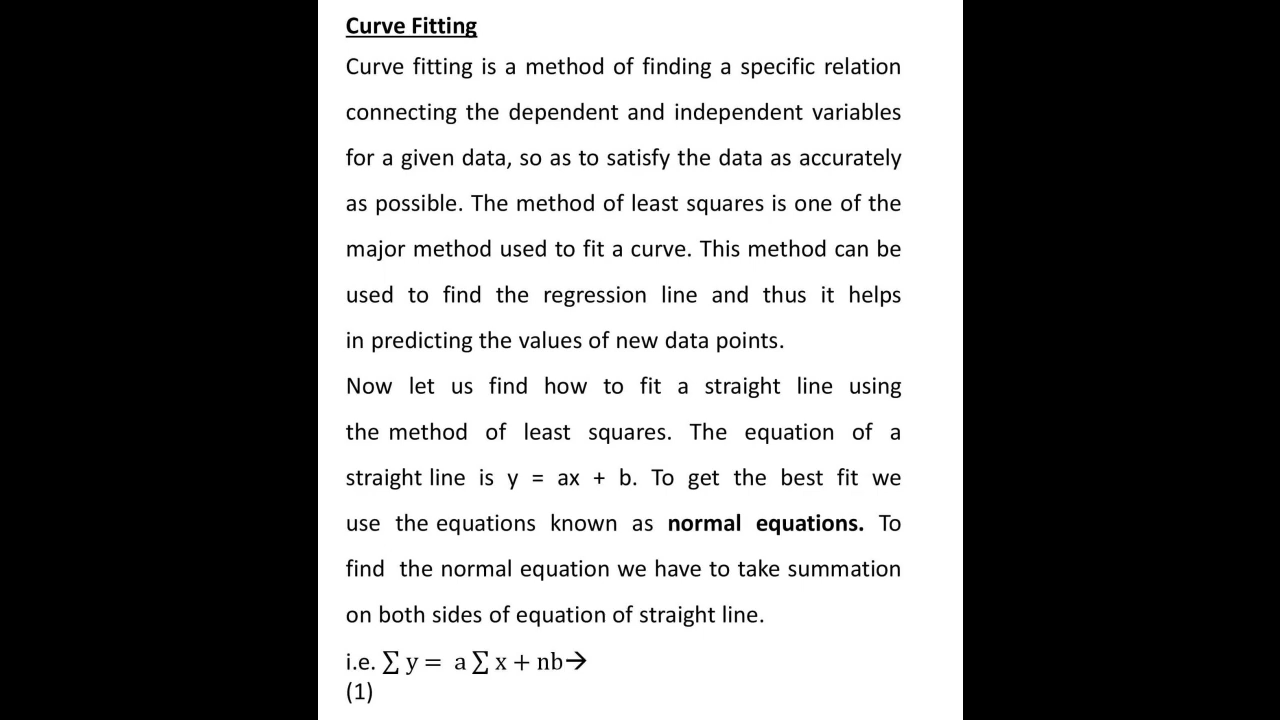 Curve Fitting
Curve fitting is a method of finding a specific relation
connecting the dependent and independent variables
for a given data, so as to satisfy the data as accurately
as possible. The method of least squares is one of the
major method used to fit a curve. This method can be
used to find the regression line and thus it helps
in predicting the values of new data points.
Now let us find how to fit a straight line using
the method of least squares. The equation of a
straight line is y = ax + b. To get the best fit we
use the equations known as normal equations. To
find the normal equation we have to take summation
on both sides of equation of straight line.
i.e. ∑ y = a ∑ x + nb→
(1)